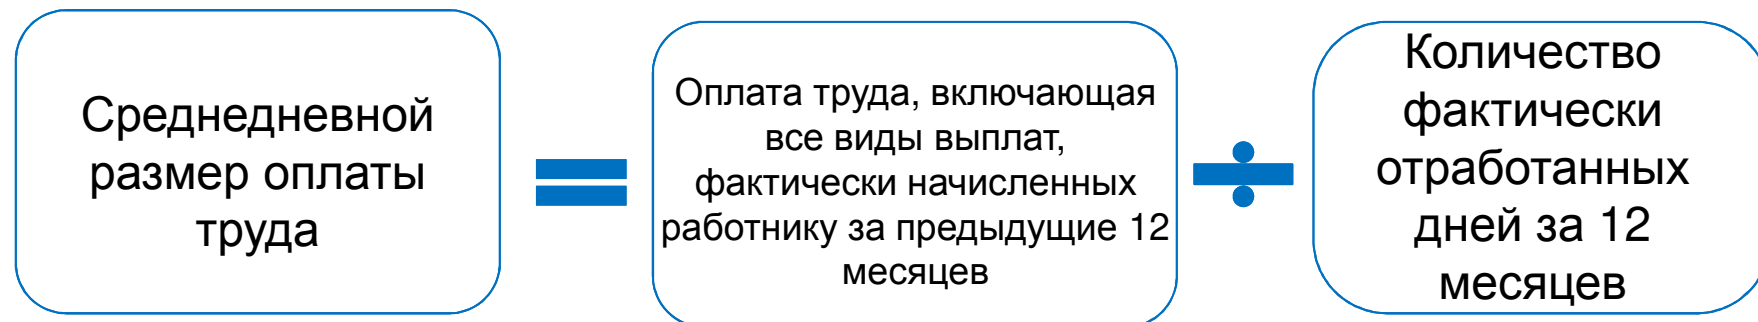 Среднедневной
размер оплаты
труда
Оплата труда, включающая
все виды выплат,
фактически начисленных
работнику за предыдущие 12
месяцев
Количество
фактически
отработанных
дней за 12
месяцев